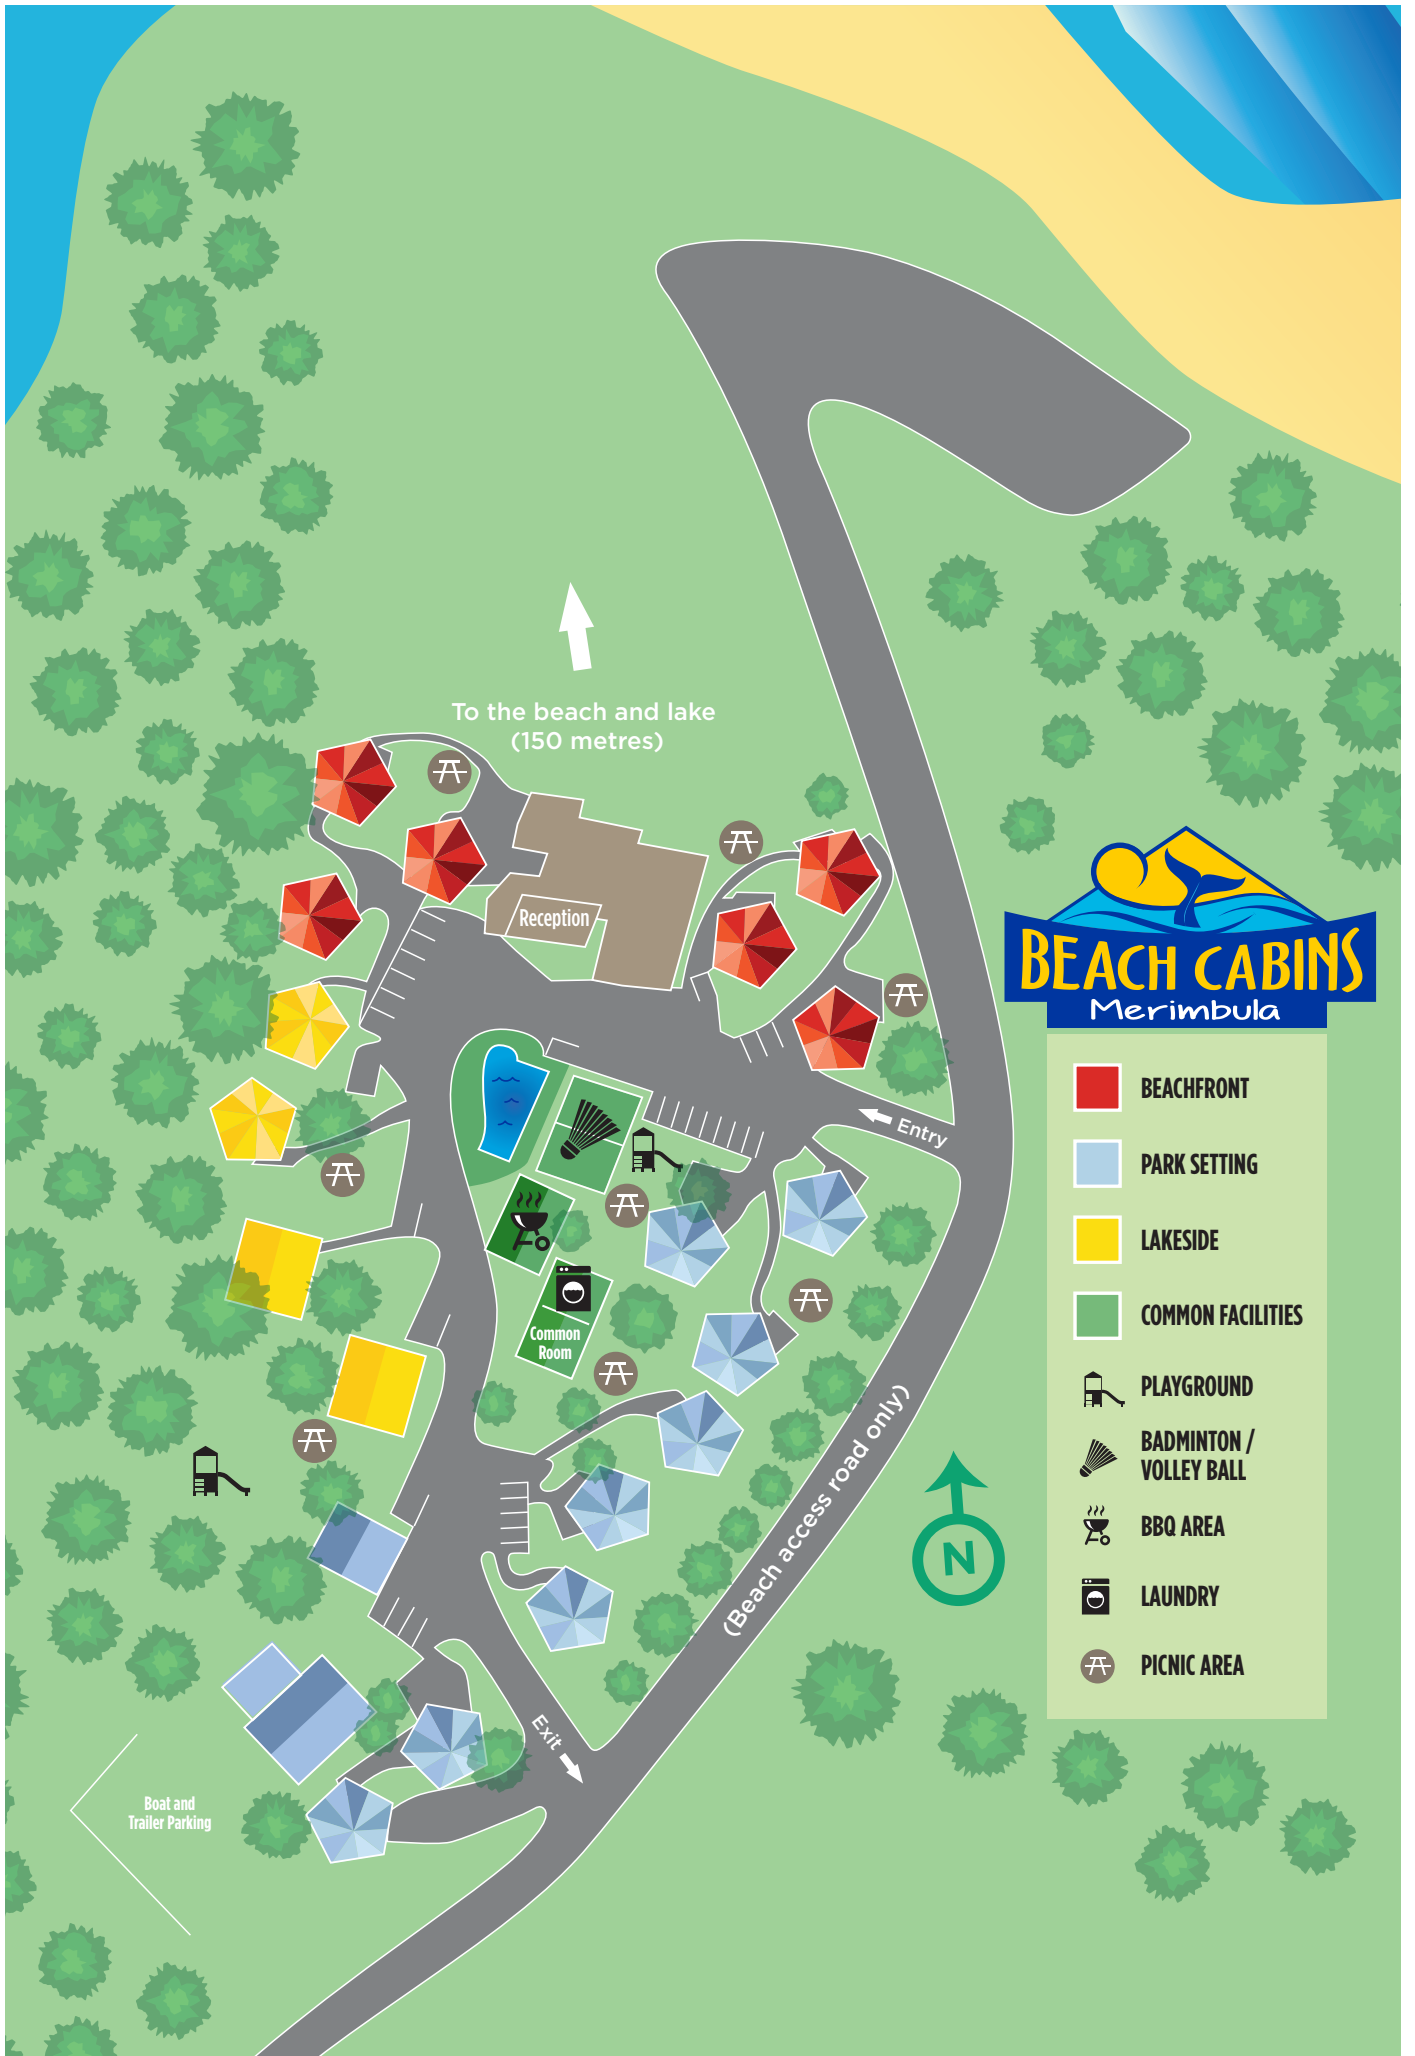 To the beach and lake
(150 metres)
Reception
Entry
Common
Room
(Beach access road only)
Exit
Boat and
Trailer Parking
N
BEACH CABINS
Merimbula
BEACHFRONT
PARK SETTING
LAKESIDE
COMMON FACILITIES
PLAYGROUND
BADMINTON /
VOLLEY BALL
BBQ AREA
LAUNDRY
PICNIC AREA